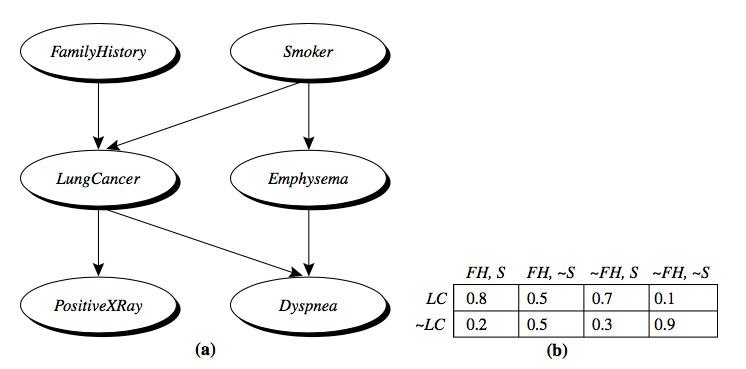 FamilyHistory
Smoker
LungCancer
Emphysema
PositiveXRay
Dyspnea
(a)
FH, S FH, ~S ~FH, S ~FH, ~S
LC 0.8 0.5 0.7 0.1
~LC 0.2 0.5 0.3 0.9
(b)